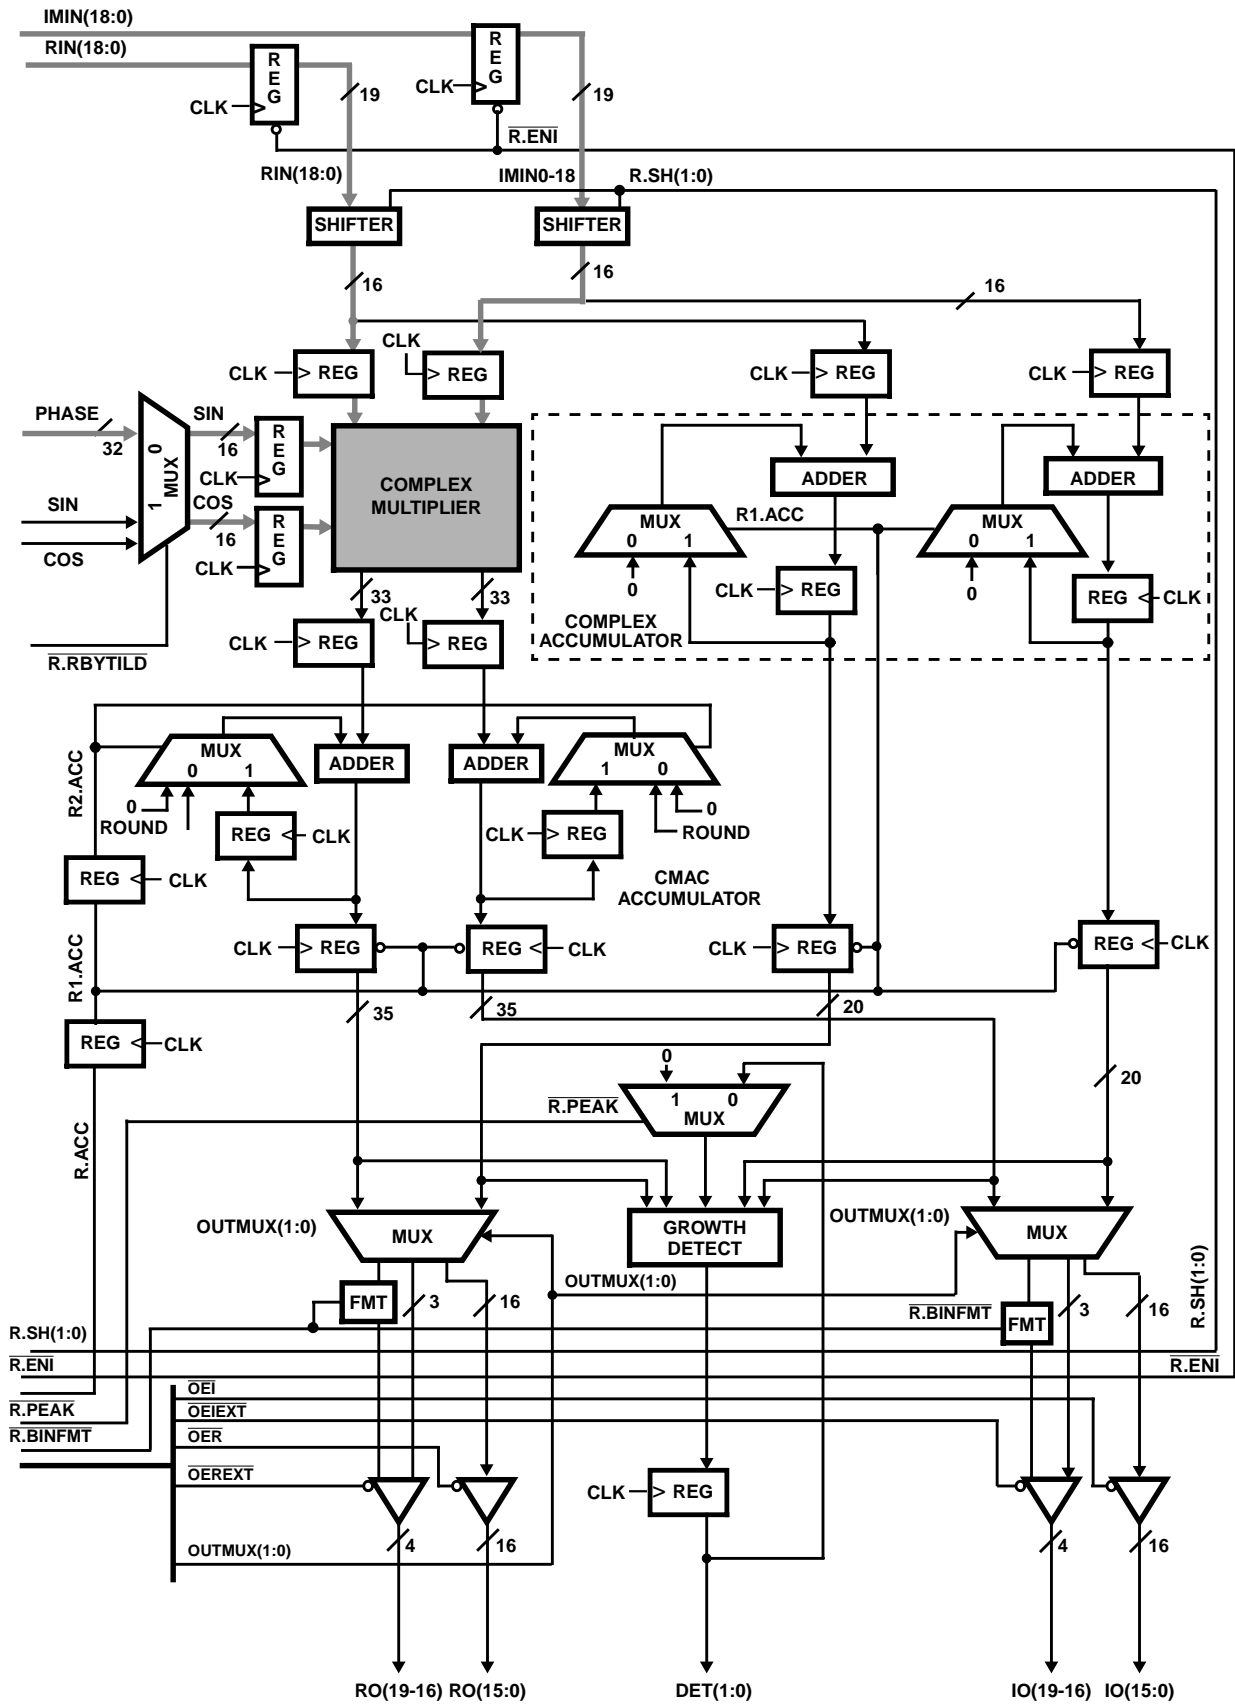 IMIN(18:0)
RIN(18:0)
REG
REG
CLK
CLK
19
19
R.ENI
RIN(18:0)
IMIN0-18
R.SH(1:0)
SHIFTER
SHIFTER
16
16
16
CLK
CLK > REG
> REG
CLK > REG
CLK > REG
PHASE
32
SIN
16
REG
CLK
MUX
0
1
SIN
COS
COS
16
REG
CLK
COMPLEX
MULTIPLIER
ADDER
ADDER
MUX
0 1
0
R1.ACC
MUX
0 1
0
CLK > REG
REG < CLK
COMPLEX
ACCUMULATOR
33
33
CLK
CLK > REG
> REG
R.RBYTILD
R2.ACC
MUX
0 1
ADDER
ADDER
MUX
1 0
0
ROUND
REG < CLK
CLK > REG
0
ROUND
REG < CLK
CMAC
ACCUMULATOR
CLK > REG
REG < CLK
CLK > REG
REG < CLK
R1.ACC
35
35
20
REG < CLK
0
20
R.PEAK
1 0
MUX
R.ACC
OUTMUX(1:0)
MUX
GROWTH
DETECT
OUTMUX(1:0)
MUX
OUTMUX(1:0)
R.SH(1:0)
FMT
3
16
R.BINFMT
FMT
3
16
R.SH(1:0)
R.ENI
R.ENI
OEI
R.PEAK
OEIEXT
R.BINFMT
OER
OEREXT
CLK > REG
4
16
4
16
OUTMUX(1:0)
RO(19-16)
RO(15:0)
DET(1:0)
IO(19-16)
IO(15:0)